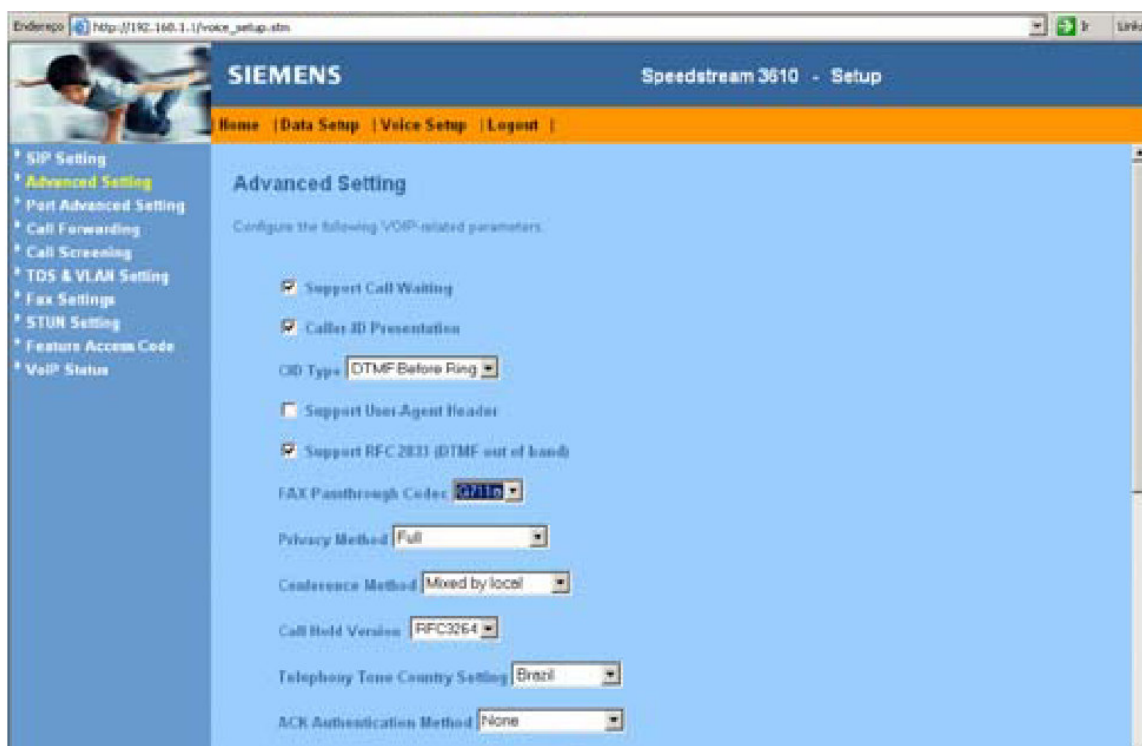 Endereço http://192.168.1.1/voice_setup.stm Ir Links
SIEMENS Speedstream 3610 - Setup
Home | Data Setup | Voice Setup | Logout |
SIP Setting
Advanced Setting
Port Advanced Setting
Call Forwarding
Call Screening
TOS & VLAN Setting
Fax Settings
STUN Setting
Feature Access Code
VoIP Status
Advanced Setting
Configure the following VOIP-related parameters.
Support Call Waiting
Caller ID Presentation
CID Type DTMF Before Ring
Support User-Agent Header
Support RFC 2833 (DTMF out of band)
FAX Passthrough Codec
Privacy Method Full
Conference Method Mixed by local
Call Hold Version RFC3264
Telephony Tone Country Setting Brazil
ACK Authentication Method None